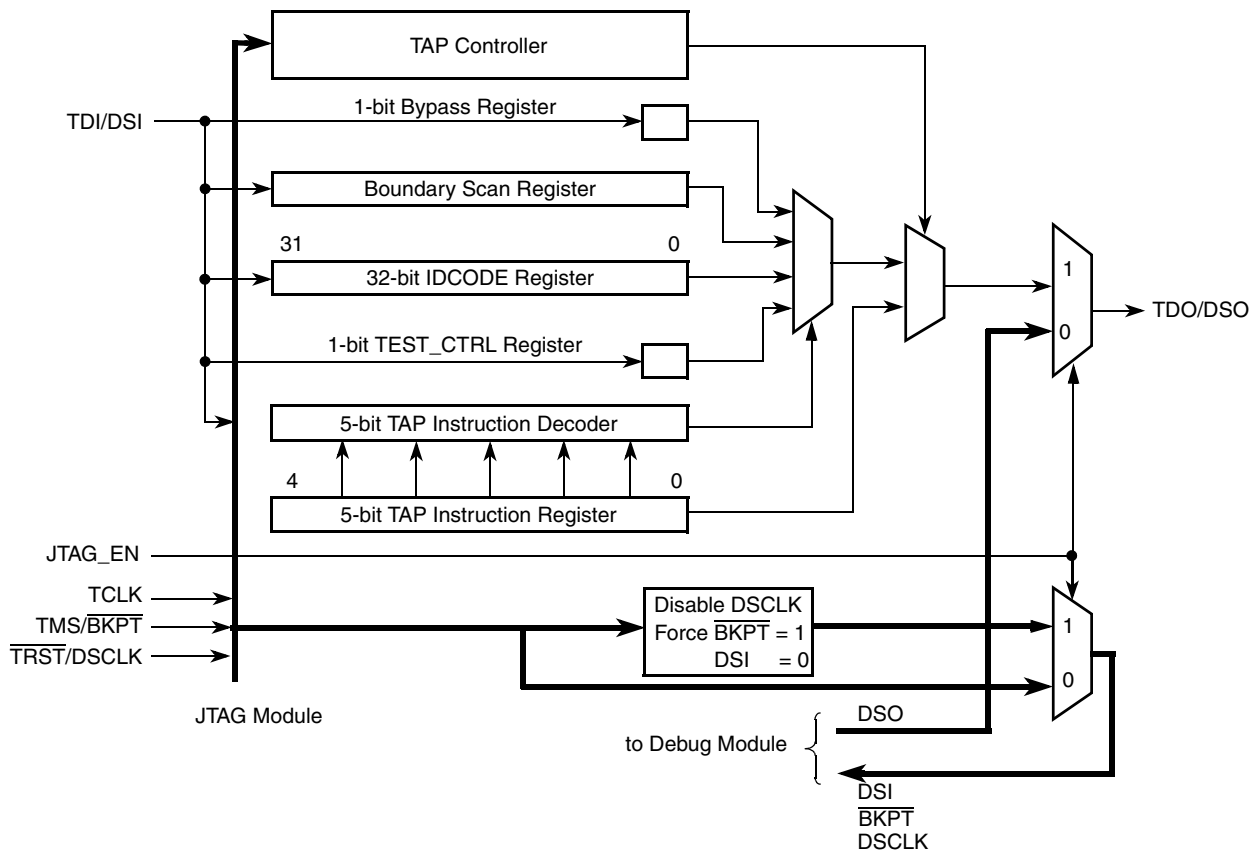 TAP Controller
1-bit Bypass Register
TDI/DSI
Boundary Scan Register
31 0
32-bit IDCODE Register
1
TDO/DSO
0
1-bit TEST_CTRL Register
5-bit TAP Instruction Decoder
4 0
5-bit TAP Instruction Register
JTAG_EN
TCLK
TMS/BKPT
TRST/DSCLK
Disable DSCLK
Force BKPT = 1
DSI = 0
1
0
JTAG Module
to Debug Module
DSO
DSI
BKPT
DSCLK